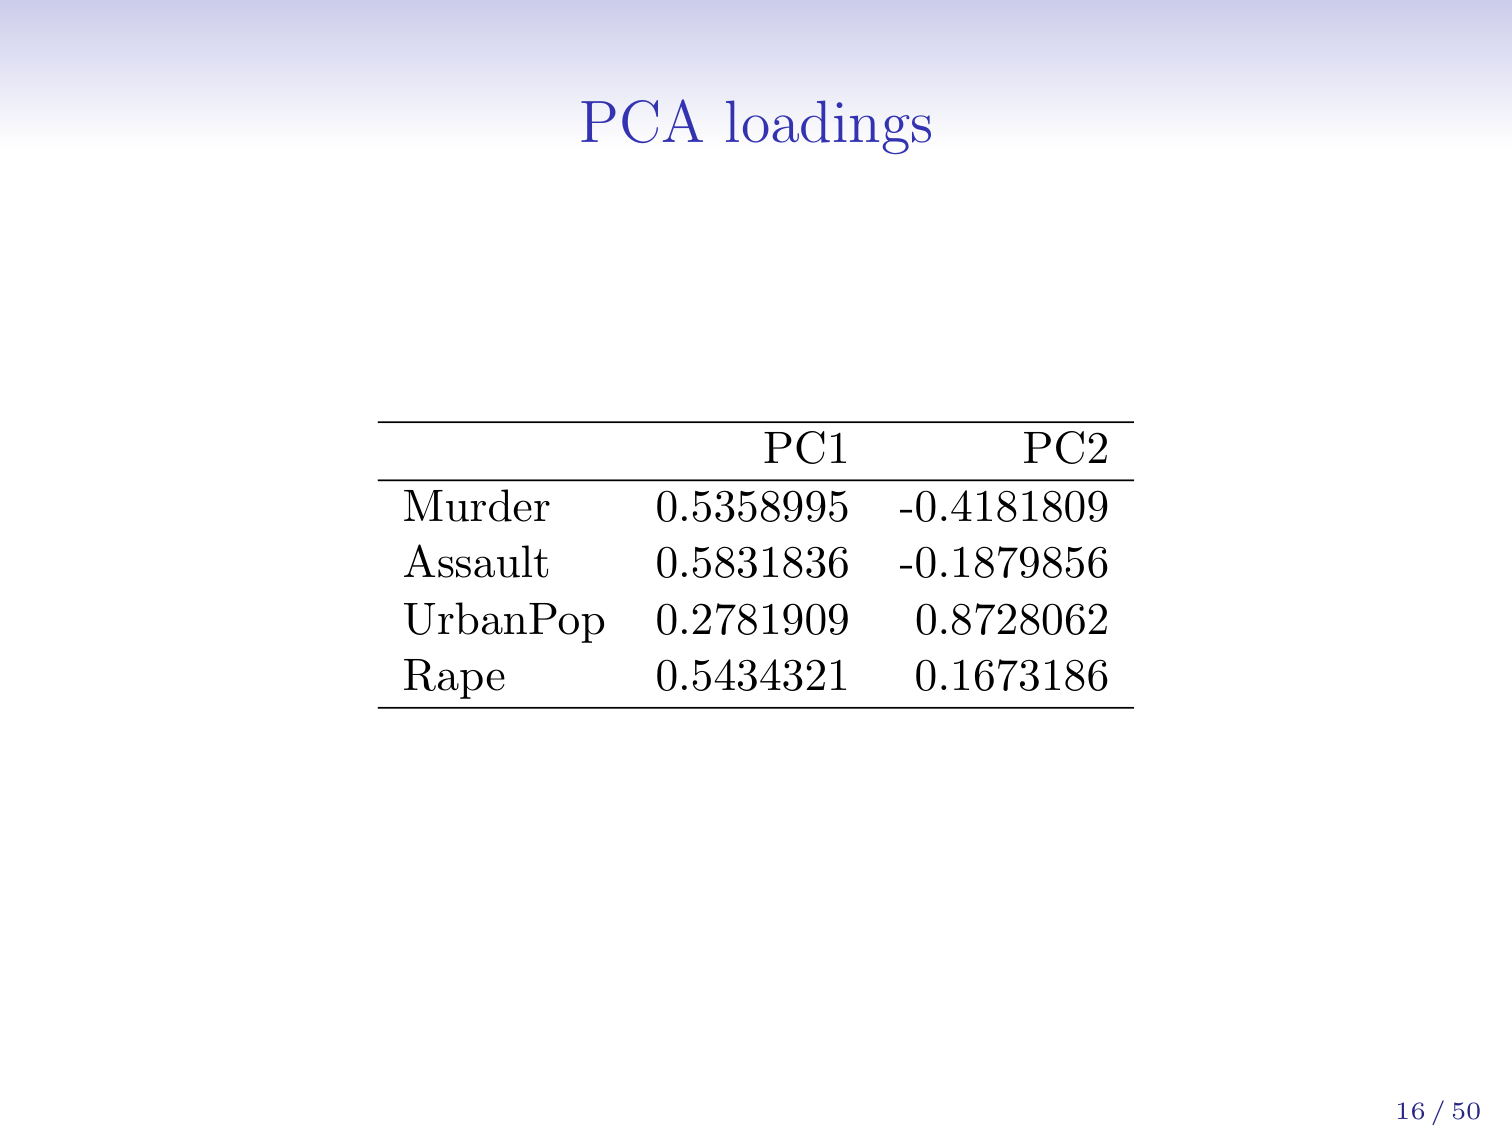 PCA loadings
PC1 PC2
Murder 0.5358995 -0.4181809
Assault 0.5831836 -0.1879856
UrbanPop 0.2781909 0.8728062
Rape 0.5434321 0.1673186
16 / 50